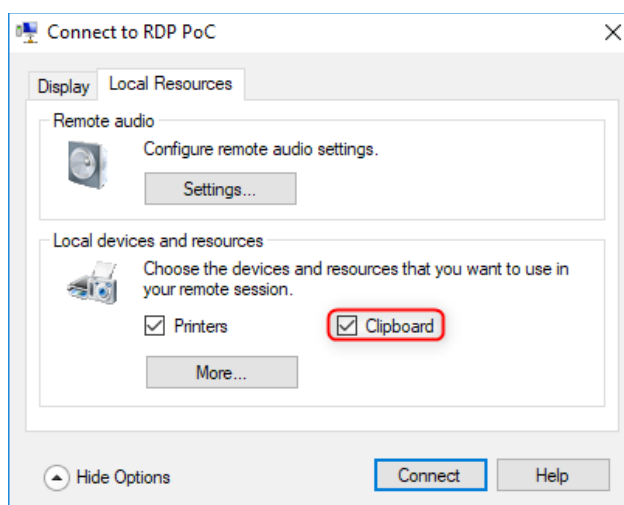 Connect to RDP PoC
Display
Local Resources
Remote audio
Configure remote audio settings.
Settings...
Local devices and resources
Choose the devices and resources that you want to use in
your remote session.
Printers
Clipboard
More...
Hide Options
Connect
Help